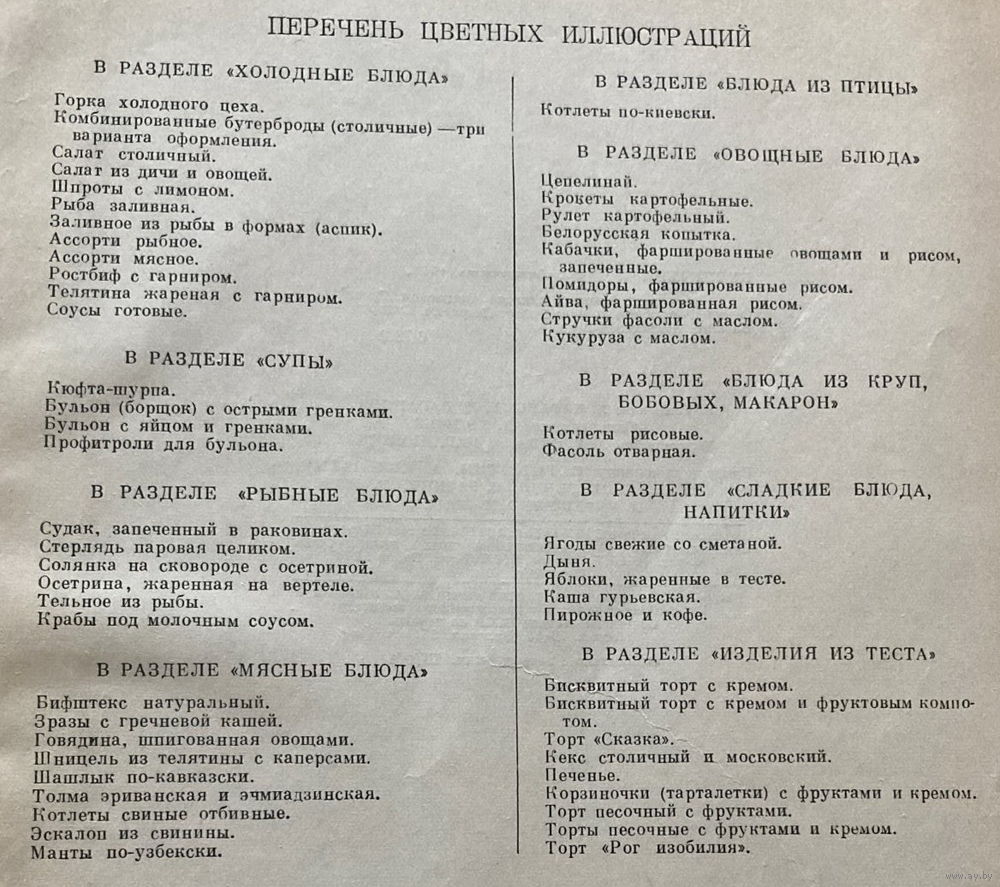 ПЕРЕЧЕНЬ ЦВЕТНЫХ ИЛЛЮСТРАЦИЙ
В РАЗДЕЛЕ «ХОЛОДНЫЕ БЛЮДА»
Горка холодного цеха.
Комбинированные бутерброды (столичные) —три
варианта оформления.
Салат столичный.
Салат из дичи и овощей.
Шпроты с лимоном.
Рыба заливная.
Заливное из рыбы в формах (аспик).
Ассорти рыбное.
Ассорти мясное.
Ростбиф с гарниром.
Телятина жареная с гарниром.
Соусы готовые.
В РАЗДЕЛЕ «СУПЫ»
Кюфта-шурпа.
Бульон (борщок) с острыми гренками.
Бульон с яйцом и гренками.
Профитроли для бульона.
В РАЗДЕЛЕ «РЫБНЫЕ БЛЮДА»
Судак, запеченный в раковинах.
Стерлядь паровая целиком.
Солянка на сковороде с осетриной.
Осетрина, жаренная на вертеле.
Тельное из рыбы.
Крабы под молочным соусом.
В РАЗДЕЛЕ «МЯСНЫЕ БЛЮДА»
Бифштекс натуральный.
Зразы с гречневой кашей.
Говядина, шпигованная овощами.
Шницель из телятины с каперсами.
Шашлык по-кавказски.
Толма эриванская и эчмиадзинская.
Котлеты свиные отбивные.
Эскалоп из свинины.
Манты по-узбекски.
В РАЗДЕЛЕ «БЛЮДА ИЗ ПТИЦЫ»
Котлеты по-киевски.
В РАЗДЕЛЕ «ОВОЩНЫЕ БЛЮДА»
Цепелинай.
Крокеты картофельные.
Рулет картофельный.
Белорусская копытка.
Кабачки, фаршированные овощами и рисом,
запеченные.
Помидоры, фаршированные рисом.
Айва, фаршированная рисом.
Стручки фасоли с маслом.
Кукуруза с маслом.
В РАЗДЕЛЕ «БЛЮДА ИЗ КРУП,
БОБОВЫХ, МАКАРОН»
Котлеты рисовые.
Фасоль отварная.
В РАЗДЕЛЕ «СЛАДКИЕ БЛЮДА,
НАПИТКИ»
Ягоды свежие со сметаной.
Дыня.
Яблоки, жаренные в тесте.
Каша гурьевская.
Пирожное и кофе.
В РАЗДЕЛЕ «ИЗДЕЛИЯ ИЗ ТЕСТА»
Бисквитный торт с кремом.
Бисквитный торт с кремом и фруктовым компо-
том.
Торт «Сказка».
Кекс столичный и московский.
Печенье.
Корзиночки (тарталетки) с фруктами и кремом.
Торт песочный с фруктами.
Торты песочные с фруктами и кремом.
Торт «Рог изобилия».
www.ay.by